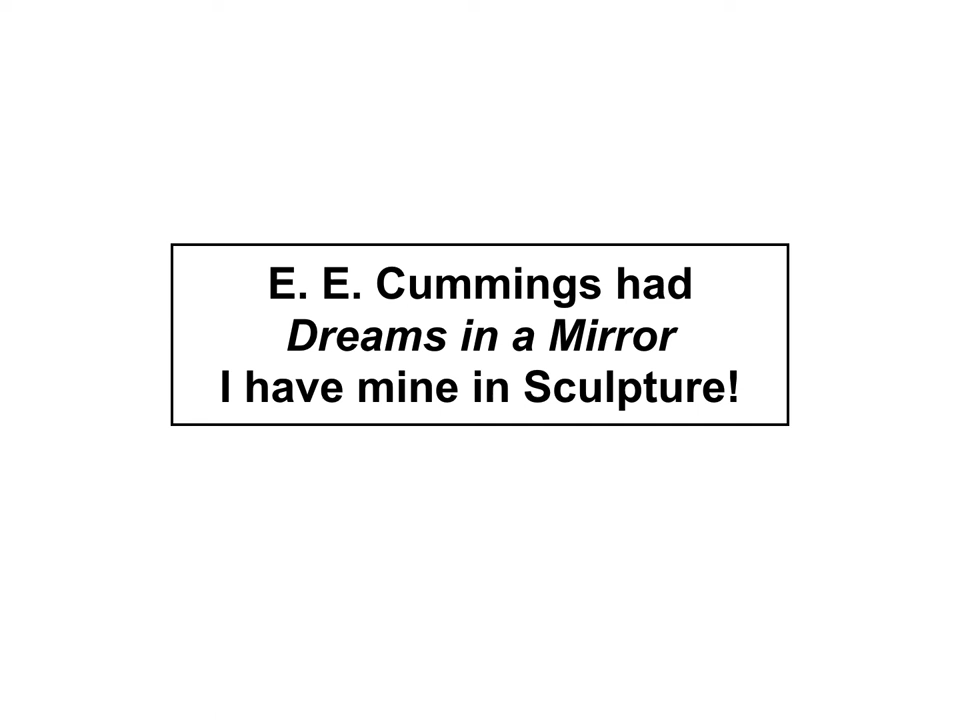 E. E. Cummings had
Dreams in a Mirror
I have mine in Sculpture!